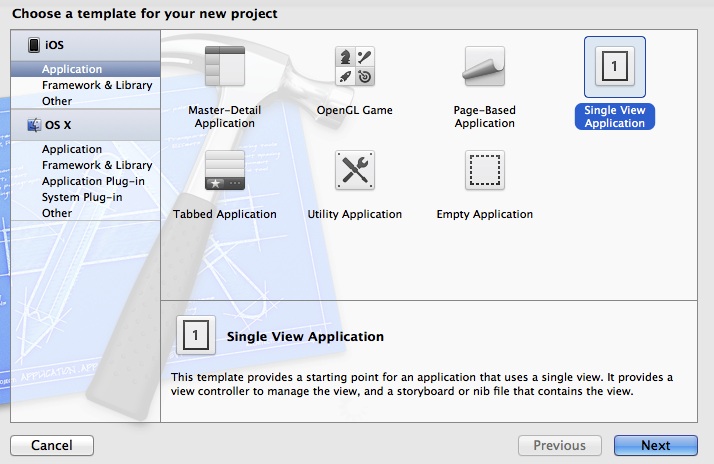 Choose a template for your new project
iOS
Application
Framework & Library
Other
OS X
Application
Framework & Library
Application Plug-in
System Plug-in
Other
Master-Detail
Application
OpenGL Game
Page-Based
Application
1
Single View
Application
Tabbed Application
Utility Application
Empty Application
1
Single View Application
This template provides a starting point for an application that uses a single view. It provides a
view controller to manage the view, and a storyboard or nib file that contains the view.
Cancel
Previous
Next